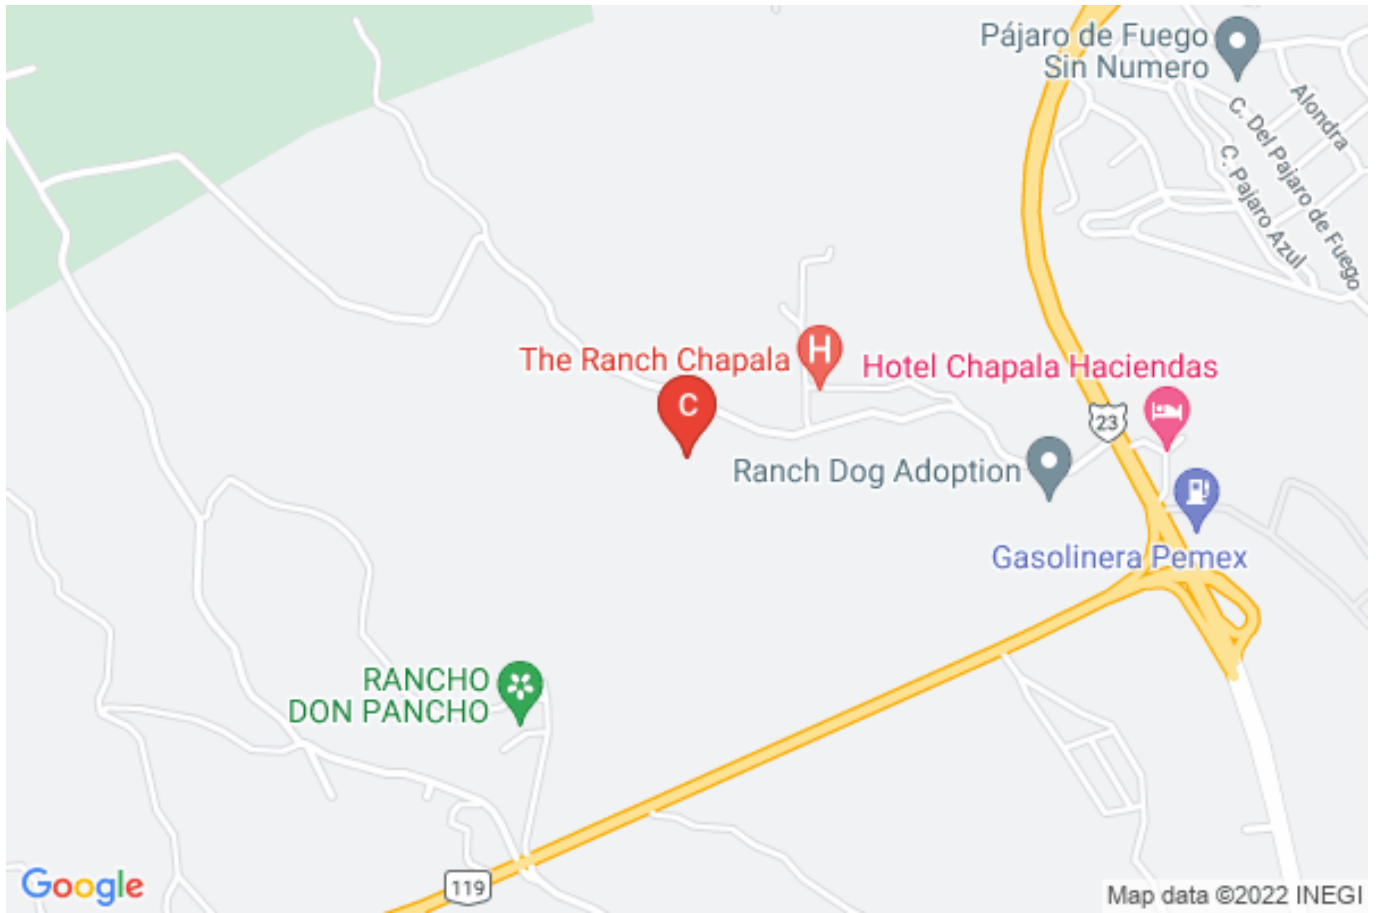 Pájaro de Fuego
Sin Numero
Alondra
C. Del Pajaro de Fuego
C. Pajaro Azul
The Ranch Chapala
H
Hotel Chapala Haciendas
C
23
Ranch Dog Adoption
Gasolinera Pemex
RANCHO
DON PANCHO
119
Google
Map data ©2022 INEGI